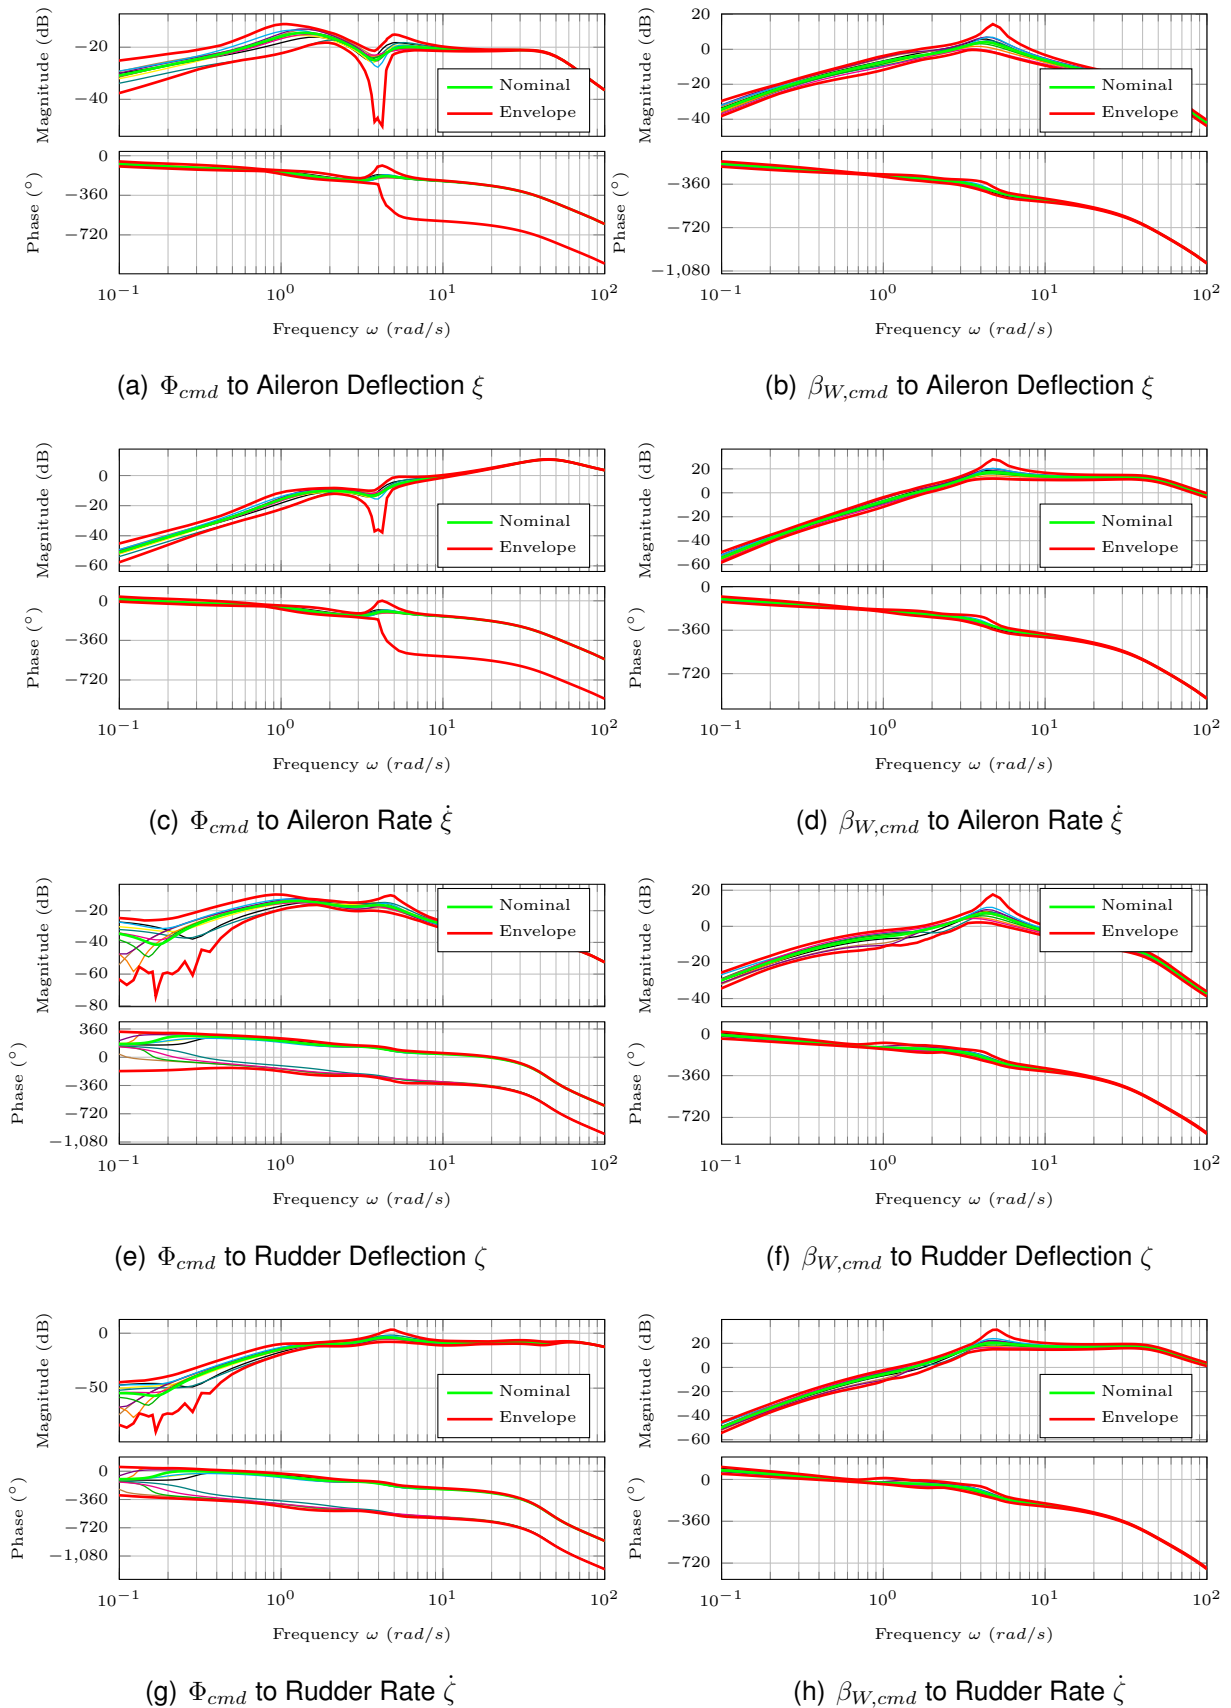 −20
−40
Magnitude (dB)
Nominal
Envelope
0
−360
−720
Phase (°)
10⁻¹ 10⁰ 10¹ 10²
Frequency ω (rad/s)
(a) Φcmd to Aileron Deflection ξ
20
0
−20
−40
Magnitude (dB)
Nominal
Envelope
−360
−720
−1,080
Phase (°)
10⁻¹ 10⁰ 10¹ 10²
Frequency ω (rad/s)
(b) βW,cmd to Aileron Deflection ξ
0
−20
−40
−60
Magnitude (dB)
Nominal
Envelope
0
−360
−720
Phase (°)
10⁻¹ 10⁰ 10¹ 10²
Frequency ω (rad/s)
(c) Φcmd to Aileron Rate ξ̇
20
0
−20
−40
−60
Magnitude (dB)
Nominal
Envelope
0
−360
−720
Phase (°)
10⁻¹ 10⁰ 10¹ 10²
Frequency ω (rad/s)
(d) βW,cmd to Aileron Rate ξ̇
−20
−40
−60
−80
Magnitude (dB)
Nominal
Envelope
360
0
−360
−720
−1,080
Phase (°)
10⁻¹ 10⁰ 10¹ 10²
Frequency ω (rad/s)
(e) Φcmd to Rudder Deflection ζ
20
0
−20
−40
Magnitude (dB)
Nominal
Envelope
0
−360
−720
Phase (°)
10⁻¹ 10⁰ 10¹ 10²
Frequency ω (rad/s)
(f) βW,cmd to Rudder Deflection ζ
0
−50
Magnitude (dB)
Nominal
Envelope
0
−360
−720
−1,080
Phase (°)
10⁻¹ 10⁰ 10¹ 10²
Frequency ω (rad/s)
(g) Φcmd to Rudder Rate ζ̇
20
0
−20
−40
−60
Magnitude (dB)
Nominal
Envelope
0
−360
−720
Phase (°)
10⁻¹ 10⁰ 10¹ 10²
Frequency ω (rad/s)
(h) βW,cmd to Rudder Rate ζ̇